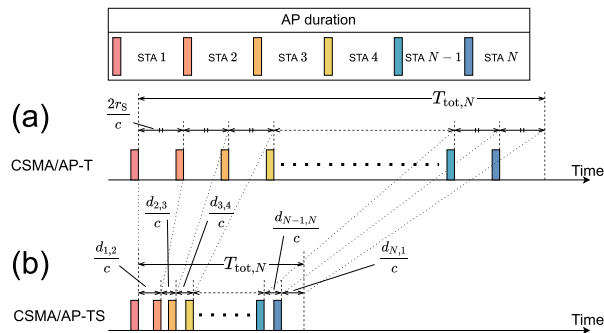 AP duration
STA 1 STA 2 STA 3 STA 4 STA N − 1 STA N
(a)
2r_S/c
T_tot,N
CSMA/AP-T
Time
d_2,3/c
d_3,4/c
d_N−1,N/c
(b)
d_1,2/c
T_tot,N
d_N,1/c
CSMA/AP-TS
Time